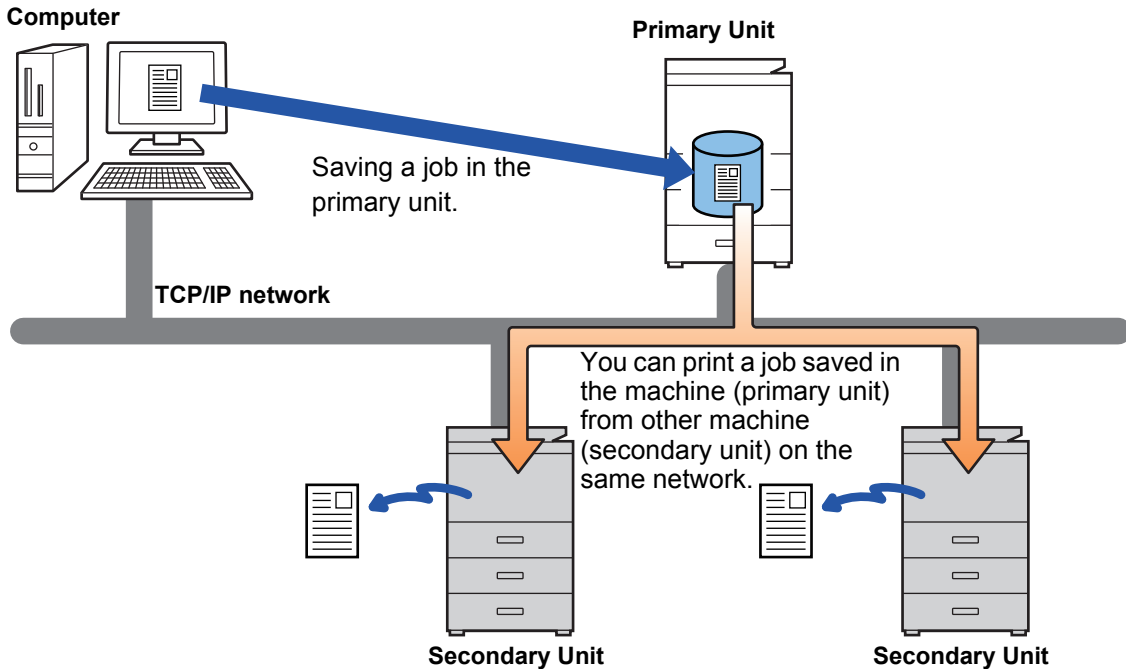 Computer
Primary Unit
Saving a job in the
primary unit.
TCP/IP network
You can print a job saved in
the machine (primary unit)
from other machine
(secondary unit) on the
same network.
Secondary Unit
Secondary Unit